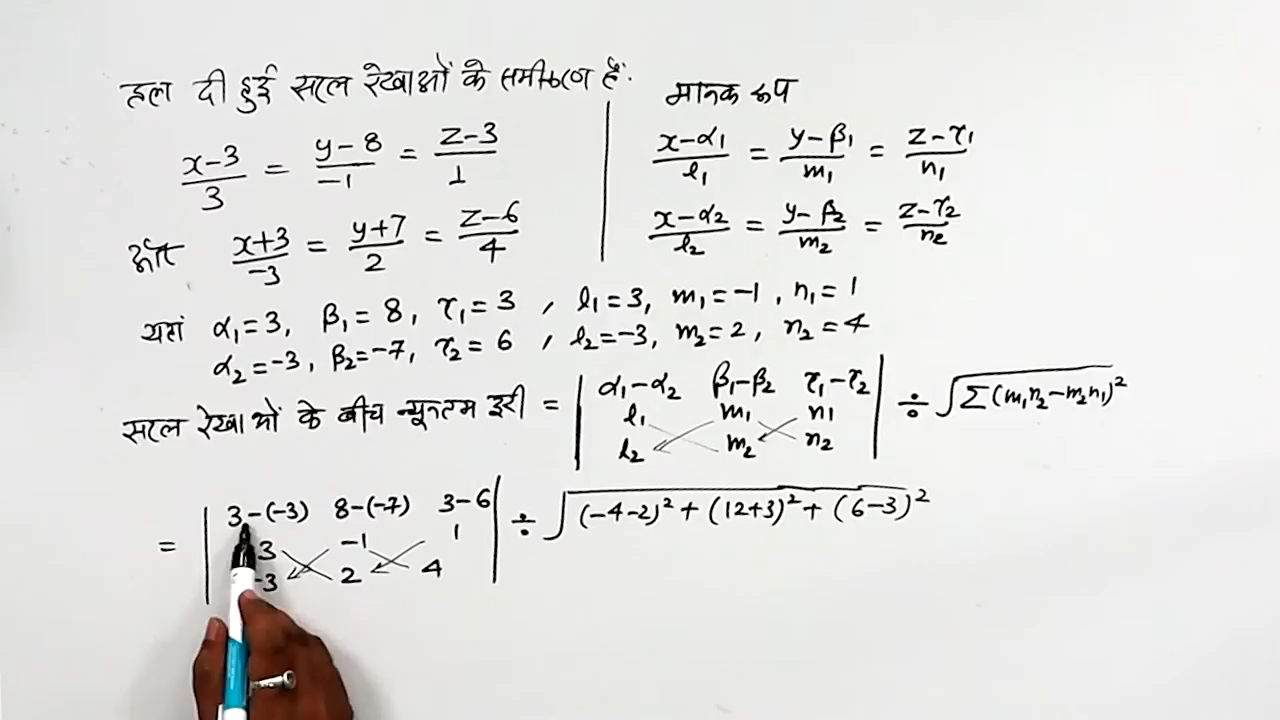 हल दी हुई सरल रेखाओं के समीकरण हैं.
(x-3)/3 = (y-8)/-1 = (z-3)/1
और (x+3)/-3 = (y+7)/2 = (z-6)/4
मानक रूप
(x-α₁)/l₁ = (y-β₁)/m₁ = (z-γ₁)/n₁
(x-α₂)/l₂ = (y-β₂)/m₂ = (z-γ₂)/n₂
यहां α₁=3, β₁=8, γ₁=3, l₁=3, m₁=-1, n₁=1
α₂=-3, β₂=-7, γ₂=6, l₂=-3, m₂=2, n₂=4
सरल रेखाओं के बीच न्यूनतम दूरी = | α₁-α₂ β₁-β₂ γ₁-γ₂ | ÷ √Σ(m₁n₂-m₂n₁)²
l₁ m₁ n₁
l₂ m₂ n₂
= | 3-(-3) 8-(-7) 3-6 | ÷ √(-4-2)²+(12+3)²+(6-3)²
3 -1 1
-3 2 4